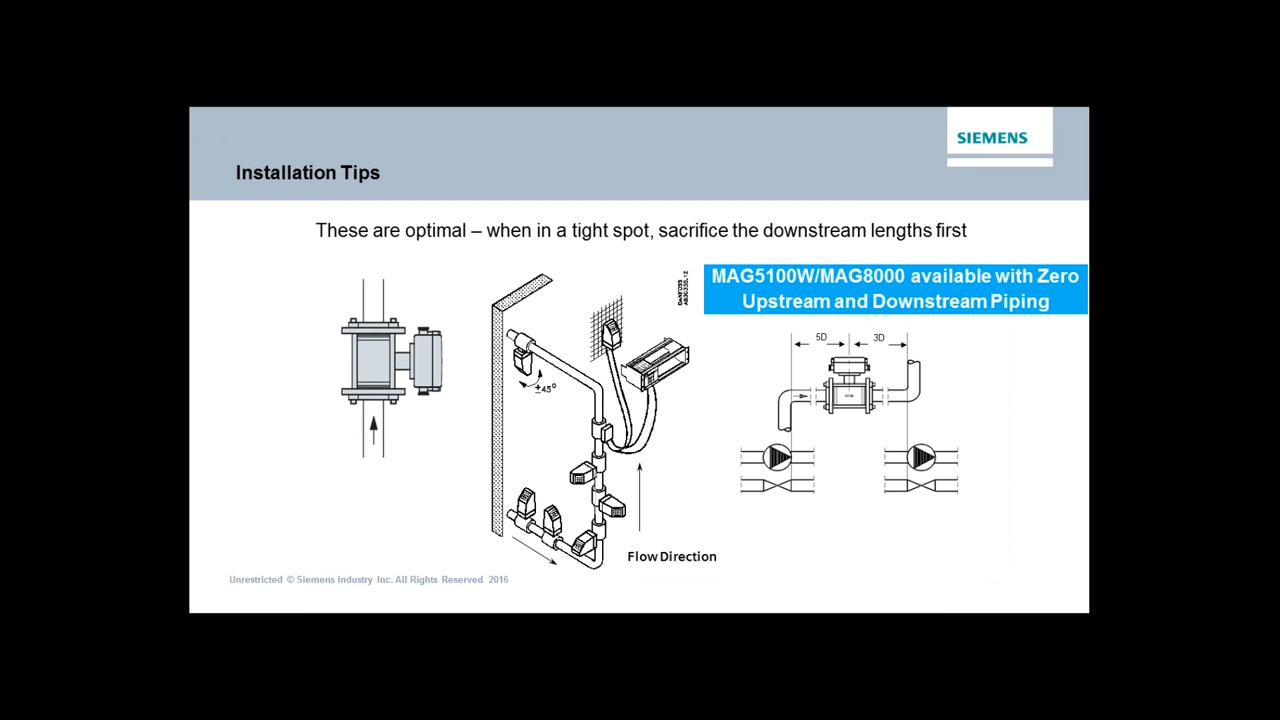 SIEMENS
Installation Tips
These are optimal – when in a tight spot, sacrifice the downstream lengths first
MAG5100W/MAG8000 available with Zero
Upstream and Downstream Piping
5D
3D
±45°
Flow Direction
Unrestricted © Siemens Industry Inc. All Rights Reserved 2016